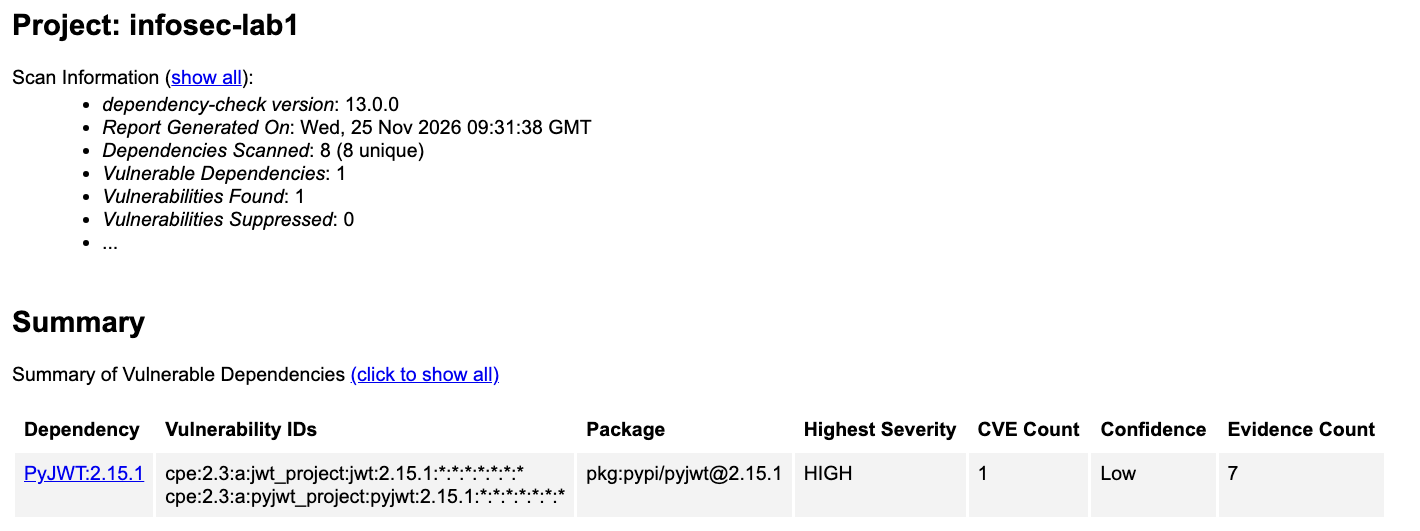 Project: infosec-lab1
Scan Information (show all):
• dependency-check version: 13.0.0
• Report Generated On: Wed, 25 Nov 2026 09:31:38 GMT
• Dependencies Scanned: 8 (8 unique)
• Vulnerable Dependencies: 1
• Vulnerabilities Found: 1
• Vulnerabilities Suppressed: 0
• ...
Summary
Summary of Vulnerable Dependencies (click to show all)
Dependency Vulnerability IDs Package Highest Severity CVE Count Confidence Evidence Count
PyJWT:2.15.1 cpe:2.3:a:jwt_project:jwt:2.15.1:*:*:*:*:*:*:* pkg:pypi/pyjwt@2.15.1 HIGH 1 Low 7
cpe:2.3:a:pyjwt_project:pyjwt:2.15.1:*:*:*:*:*:*:*